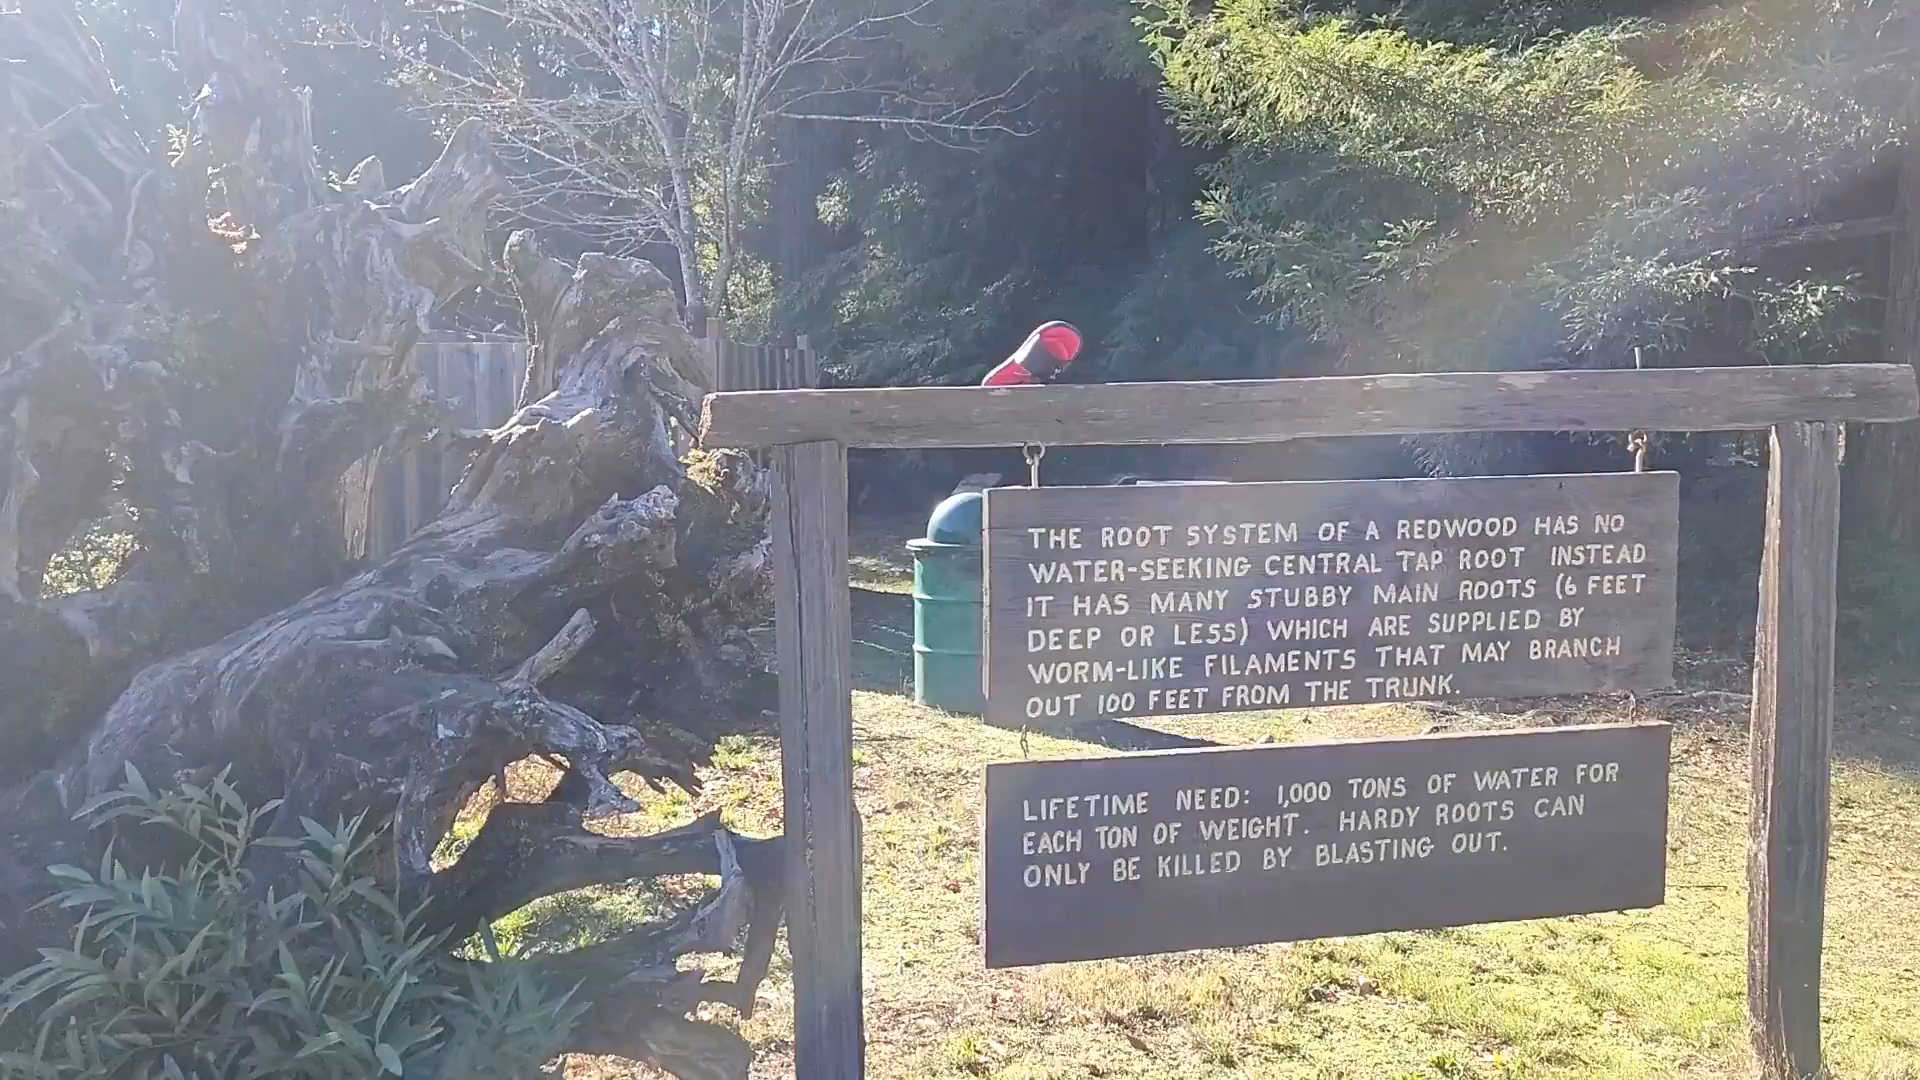 THE ROOT SYSTEM OF A REDWOOD HAS NO
WATER-SEEKING CENTRAL TAP ROOT INSTEAD
IT HAS MANY STUBBY MAIN ROOTS (6 FEET
DEEP OR LESS) WHICH ARE SUPPLIED BY
WORM-LIKE FILAMENTS THAT MAY BRANCH
OUT 100 FEET FROM THE TRUNK.
LIFETIME NEED: 1,000 TONS OF WATER FOR
EACH TON OF WEIGHT. HARDY ROOTS CAN
ONLY BE KILLED BY BLASTING OUT.